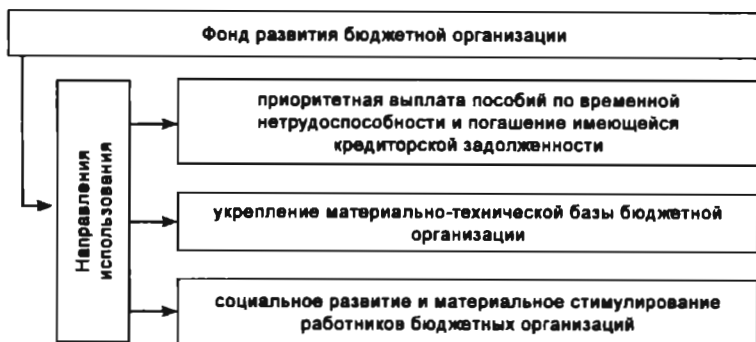 Фонд развития бюджетной организации
Направления
использования
приоритетная выплата пособий по временной
нетрудоспособности и погашение имеющейся
кредиторской задолженности
укрепление материально-технической базы бюджетной
организации
социальное развитие и материальное стимулирование
работников бюджетных организаций